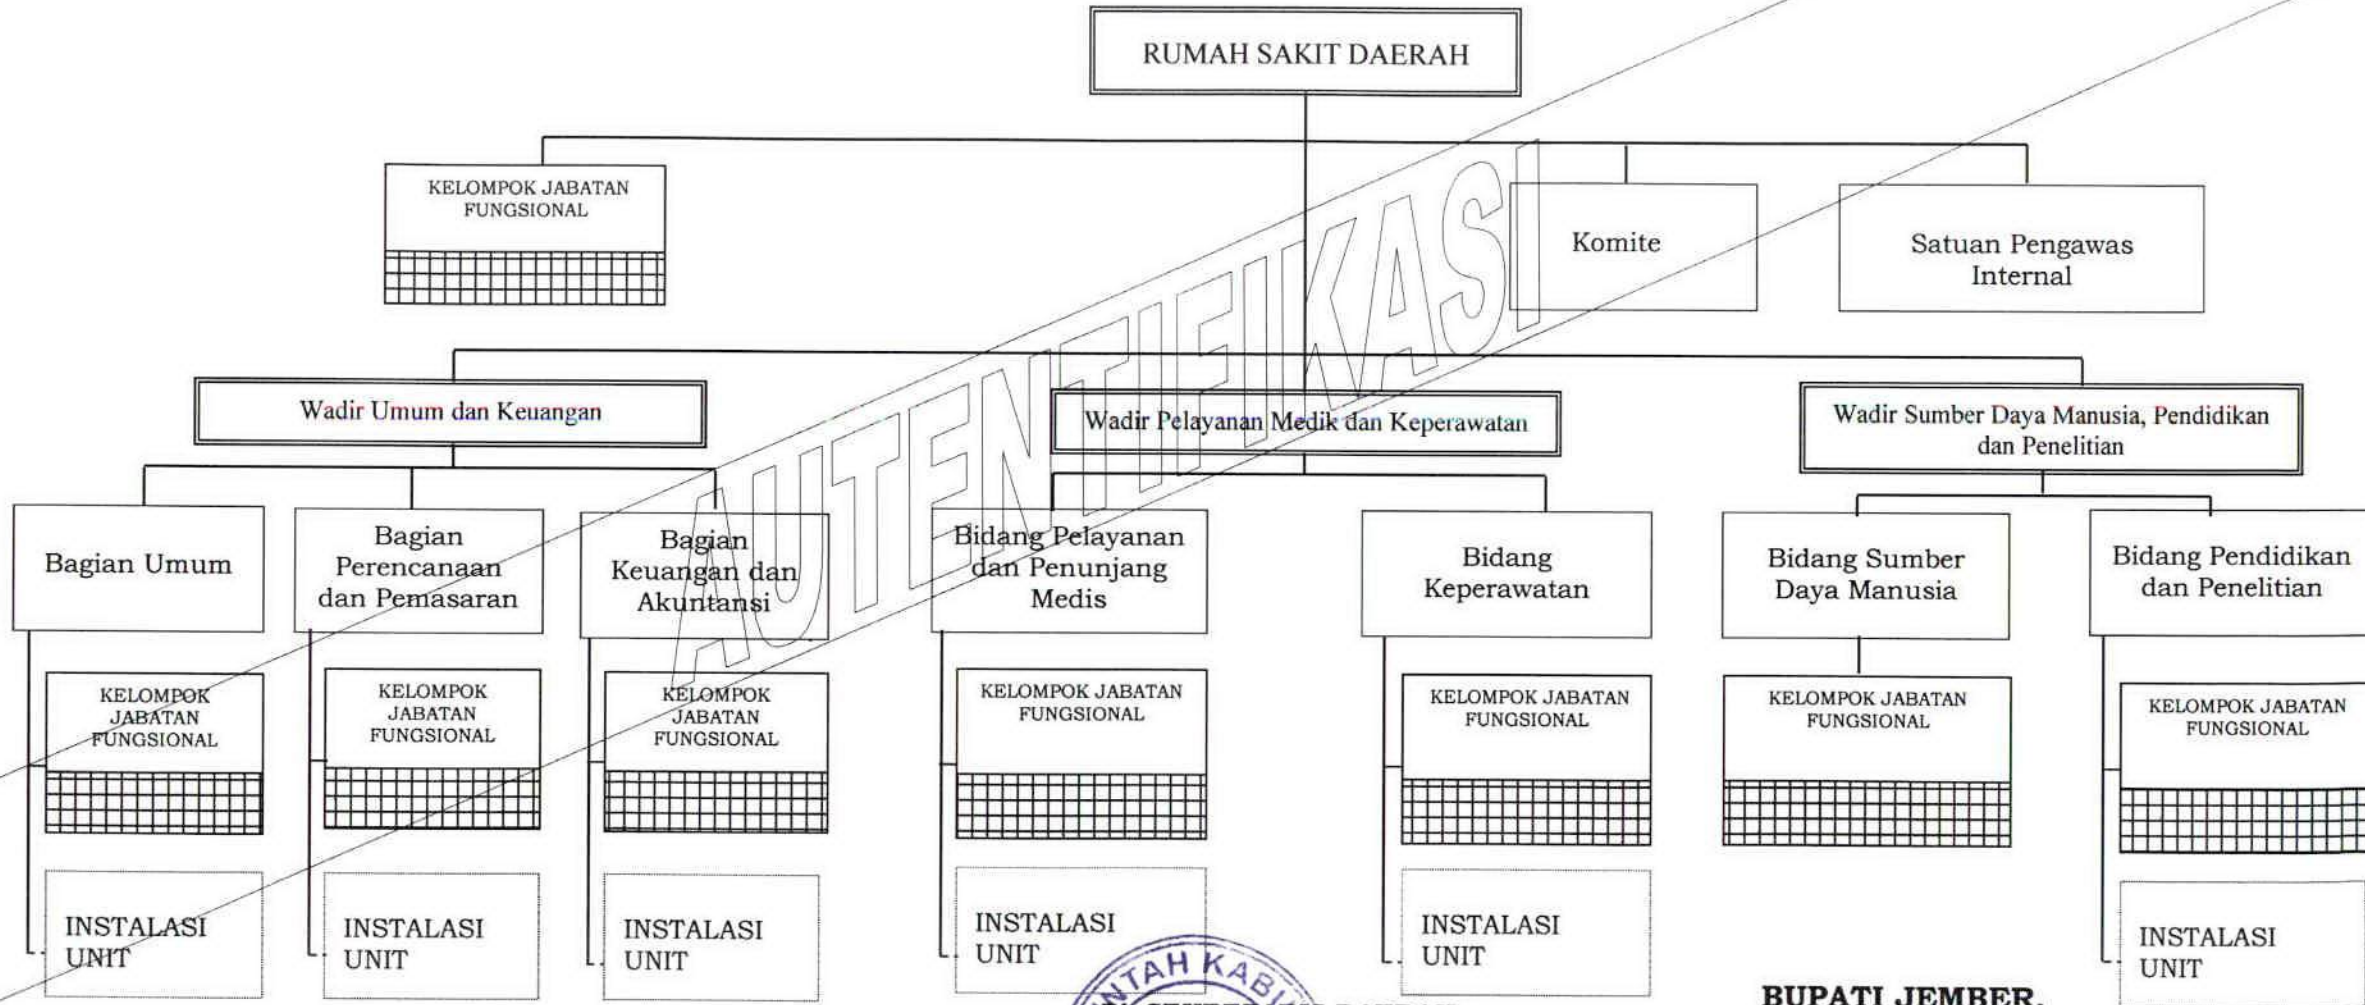 RUMAH SAKIT DAERAH
KELOMPOK JABATAN
FUNGSIONAL
Komite
Satuan Pengawas
Internal
AUTENTIFIKASI
Wadir Umum dan Keuangan
Wadir Pelayanan Medik dan Keperawatan
Wadir Sumber Daya Manusia, Pendidikan
dan Penelitian
Bagian Umum
Bagian
Perencanaan
dan Pemasaran
Bagian
Keuangan dan
Akuntansi
Bidang Pelayanan
dan Penunjang
Medis
Bidang
Keperawatan
Bidang Sumber
Daya Manusia
Bidang Pendidikan
dan Penelitian
KELOMPOK
JABATAN
FUNGSIONAL
KELOMPOK
JABATAN
FUNGSIONAL
KELOMPOK
JABATAN
FUNGSIONAL
KELOMPOK JABATAN
FUNGSIONAL
KELOMPOK JABATAN
FUNGSIONAL
KELOMPOK JABATAN
FUNGSIONAL
KELOMPOK JABATAN
FUNGSIONAL
INSTALASI
UNIT
INSTALASI
UNIT
INSTALASI
UNIT
INSTALASI
UNIT
INSTALASI
UNIT
INSTALASI
UNIT
NTAH KABU
BUPATI JEMBER,